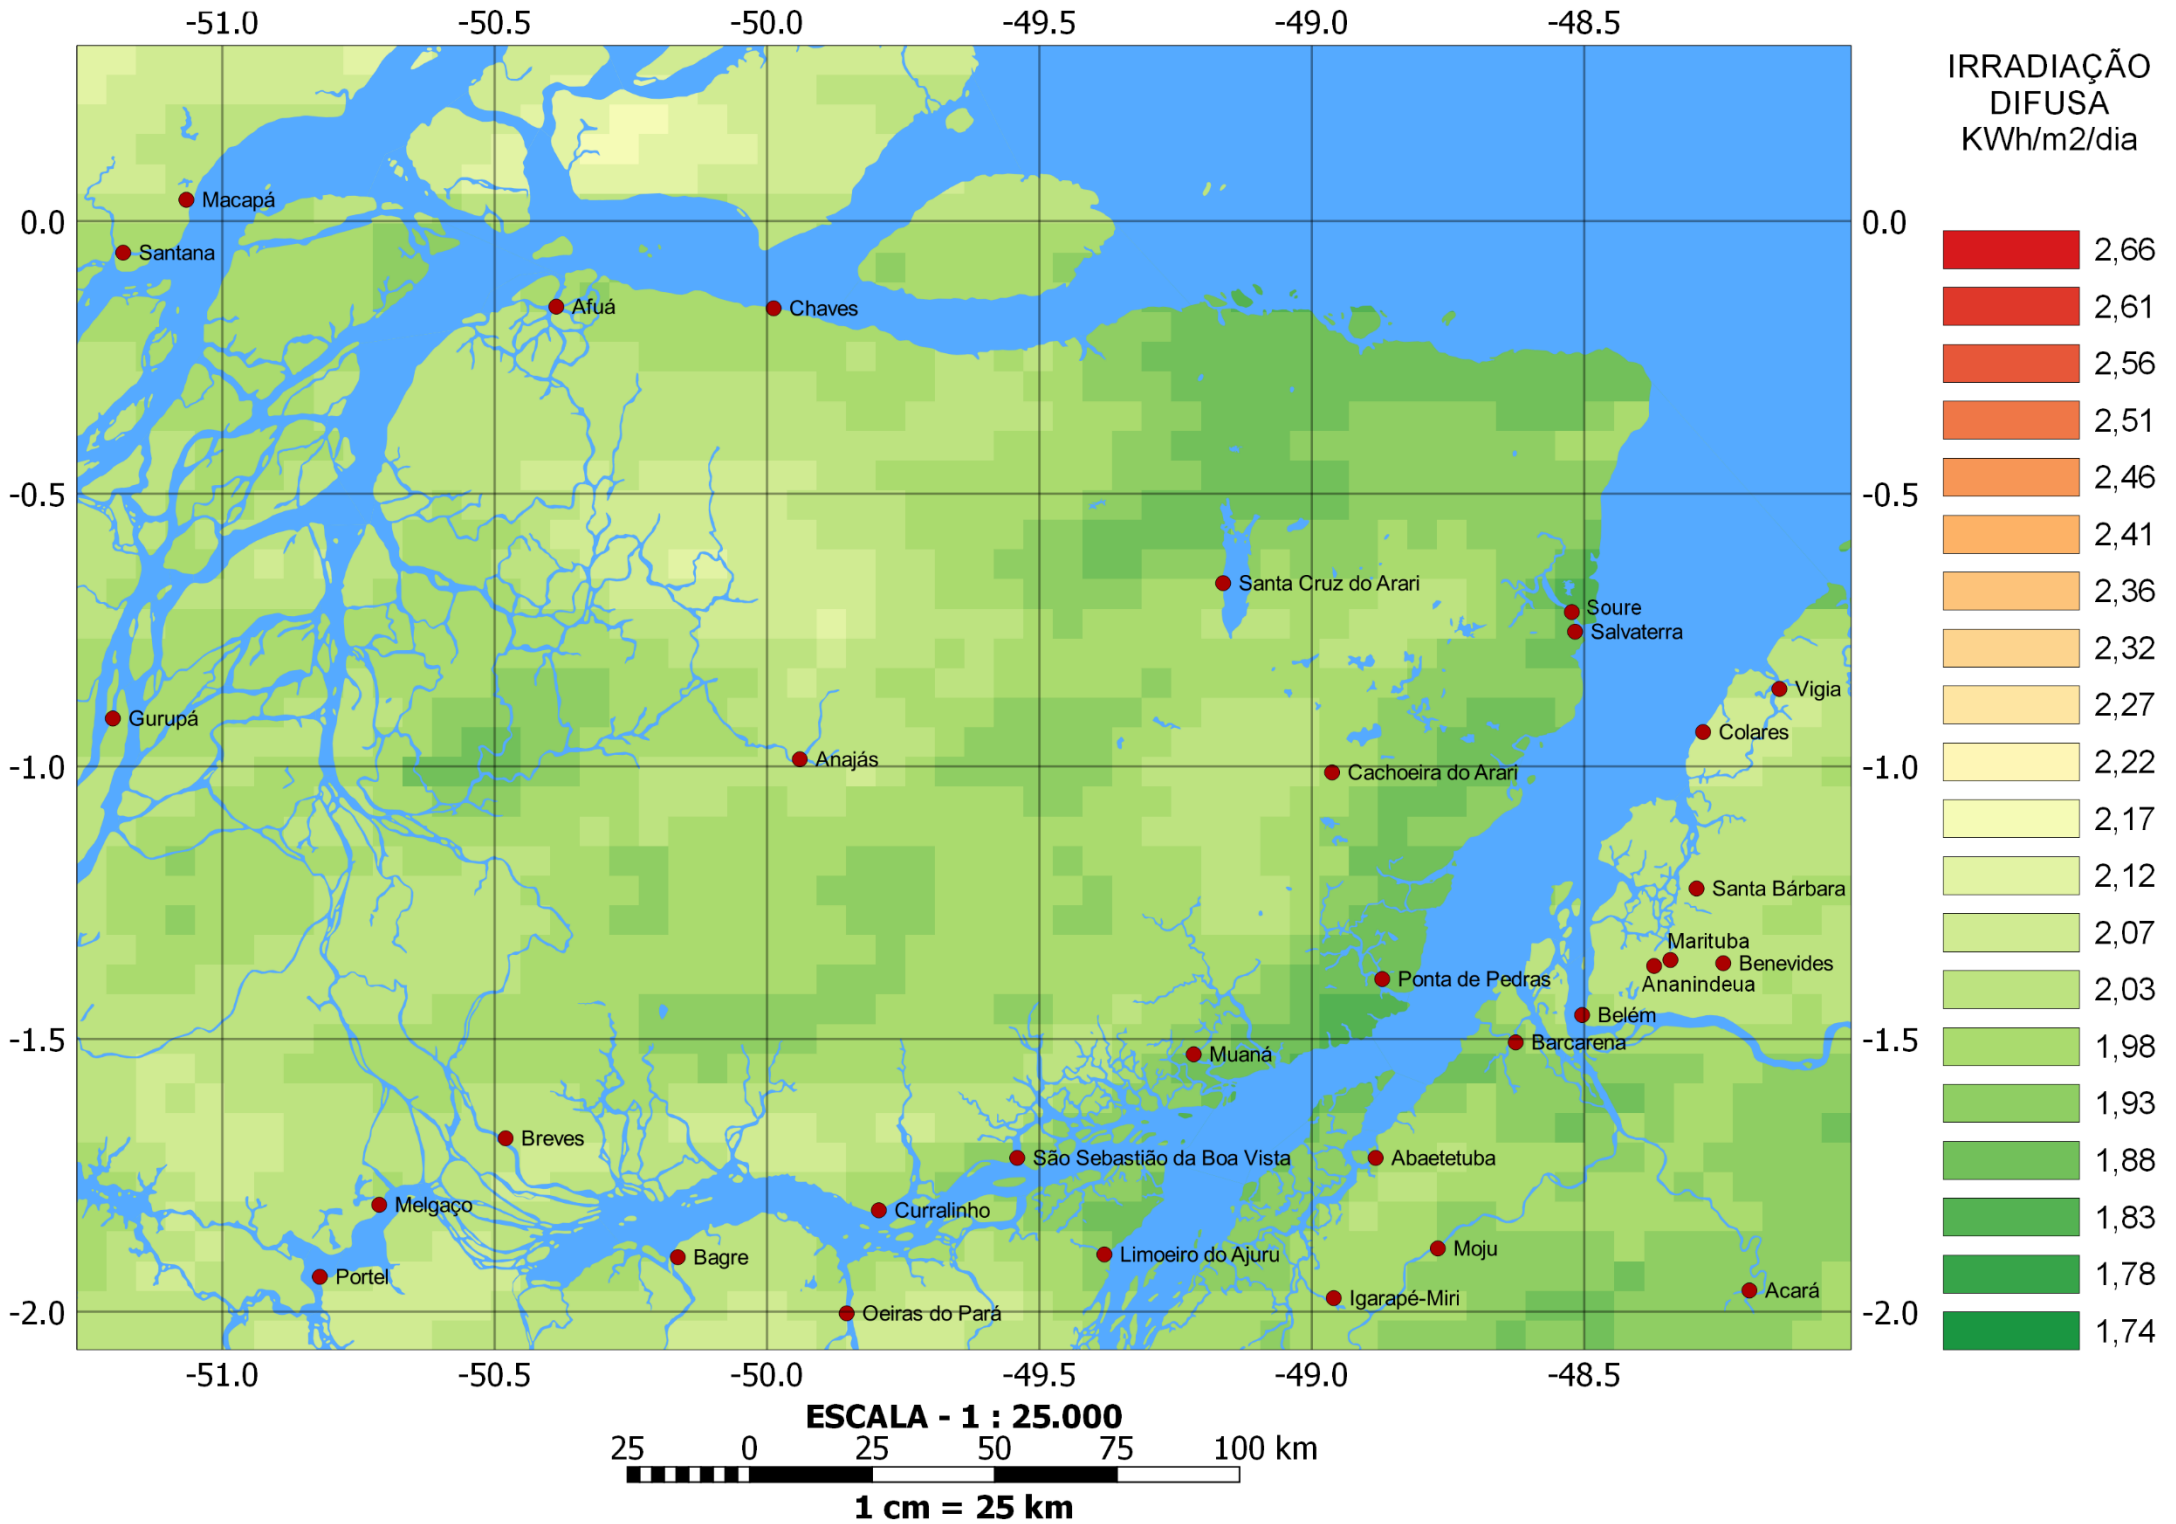 -51.0 -50.5 -50.0 -49.5 -49.0 -48.5
IRRADIAÇÃO
DIFUSA
KWh/m2/dia
Macapá
0.0 0.0
Santana
2,66
Afuá
Chaves
2,61
2,56
2,51
2,46
-0.5 -0.5
2,41
Santa Cruz do Arari
2,36
Soure
Salvaterra
2,32
Vigia
2,27
Gurupá
Colares
Anajás
2,22
-1.0 -1.0
Cachoeira do Arari
2,17
2,12
Santa Bárbara
2,07
Marituba
Benevides
Ponta de Pedras
Ananindeua
2,03
Belém
-1.5 -1.5
Barcarena
1,98
Muaná
1,93
Breves
São Sebastião da Boa Vista
Abaetetuba
1,88
Melgaço
Curralinho
1,83
Moju
Limoeiro do Ajuru
Bagre
Portel
1,78
Acará
Igarapé-Miri
-2.0 -2.0
Oeiras do Pará
1,74
-51.0 -50.5 -50.0 -49.5 -49.0 -48.5
ESCALA - 1 : 25.000
25 0 25 50 75 100 km
1 cm = 25 km